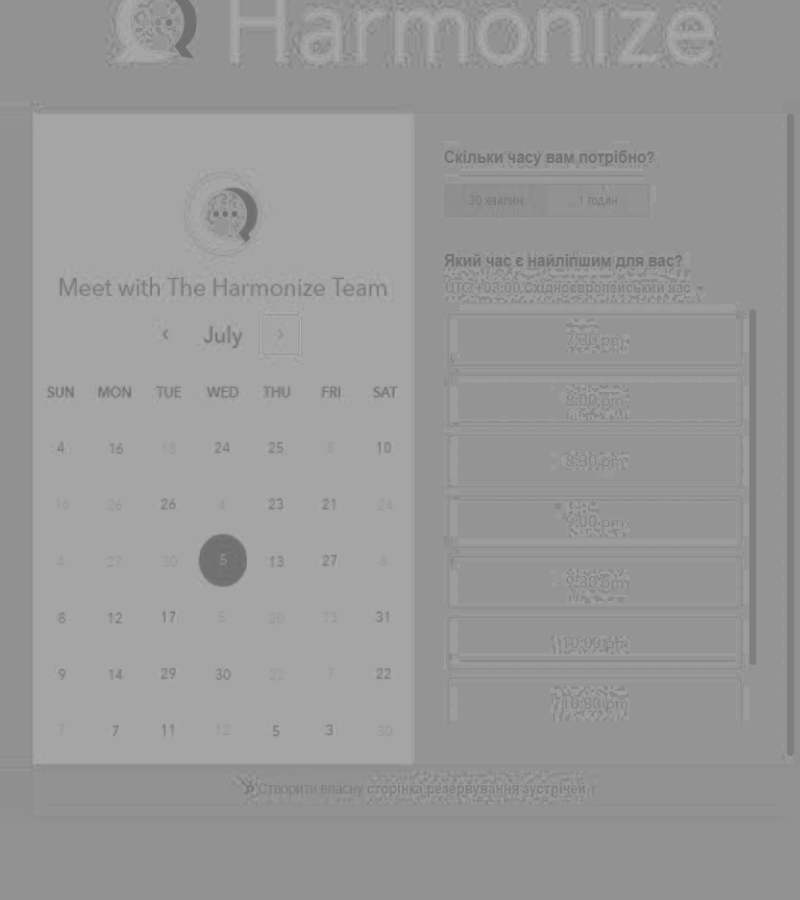 Harmonize
Скільки часу вам потрібно?
30 хвилин 1 годин
Який час є найліпшим для вас?
UTC +03:00 Східноєвропейський час
Meet with The Harmonize Team
July
SUN MON TUE WED THU FRI SAT
4 16 18 24 25 8 10
16 26 26 4 23 21 24
4 27 30 5 13 27 6
8 12 17 5 20 13 31
9 14 29 30 22 7 22
7 7 11 12 5 3 30
7:30 pm
8:00 pm
8:30 pm
9:00 pm
9:30 pm
10:00 pm
10:30 pm
Створити власну сторінка резервування зустрічей